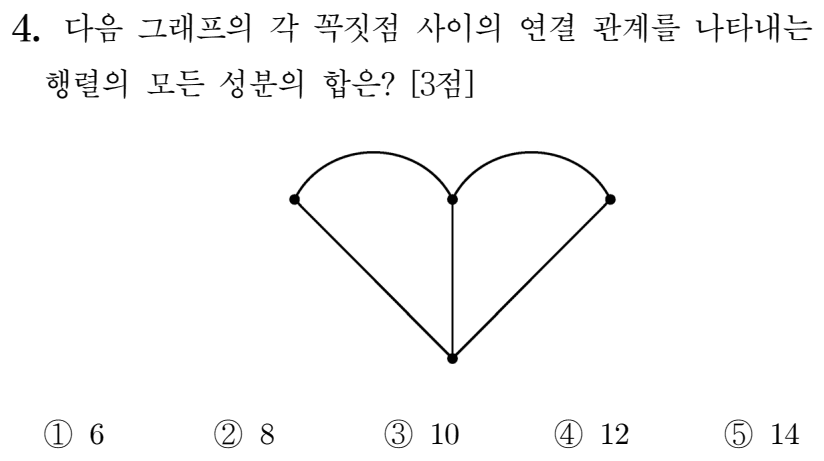 4. 다음 그래프의 각 꼭짓점 사이의 연결 관계를 나타내는
행렬의 모든 성분의 합은? [3점]
① 6 ② 8 ③ 10 ④ 12 ⑤ 14